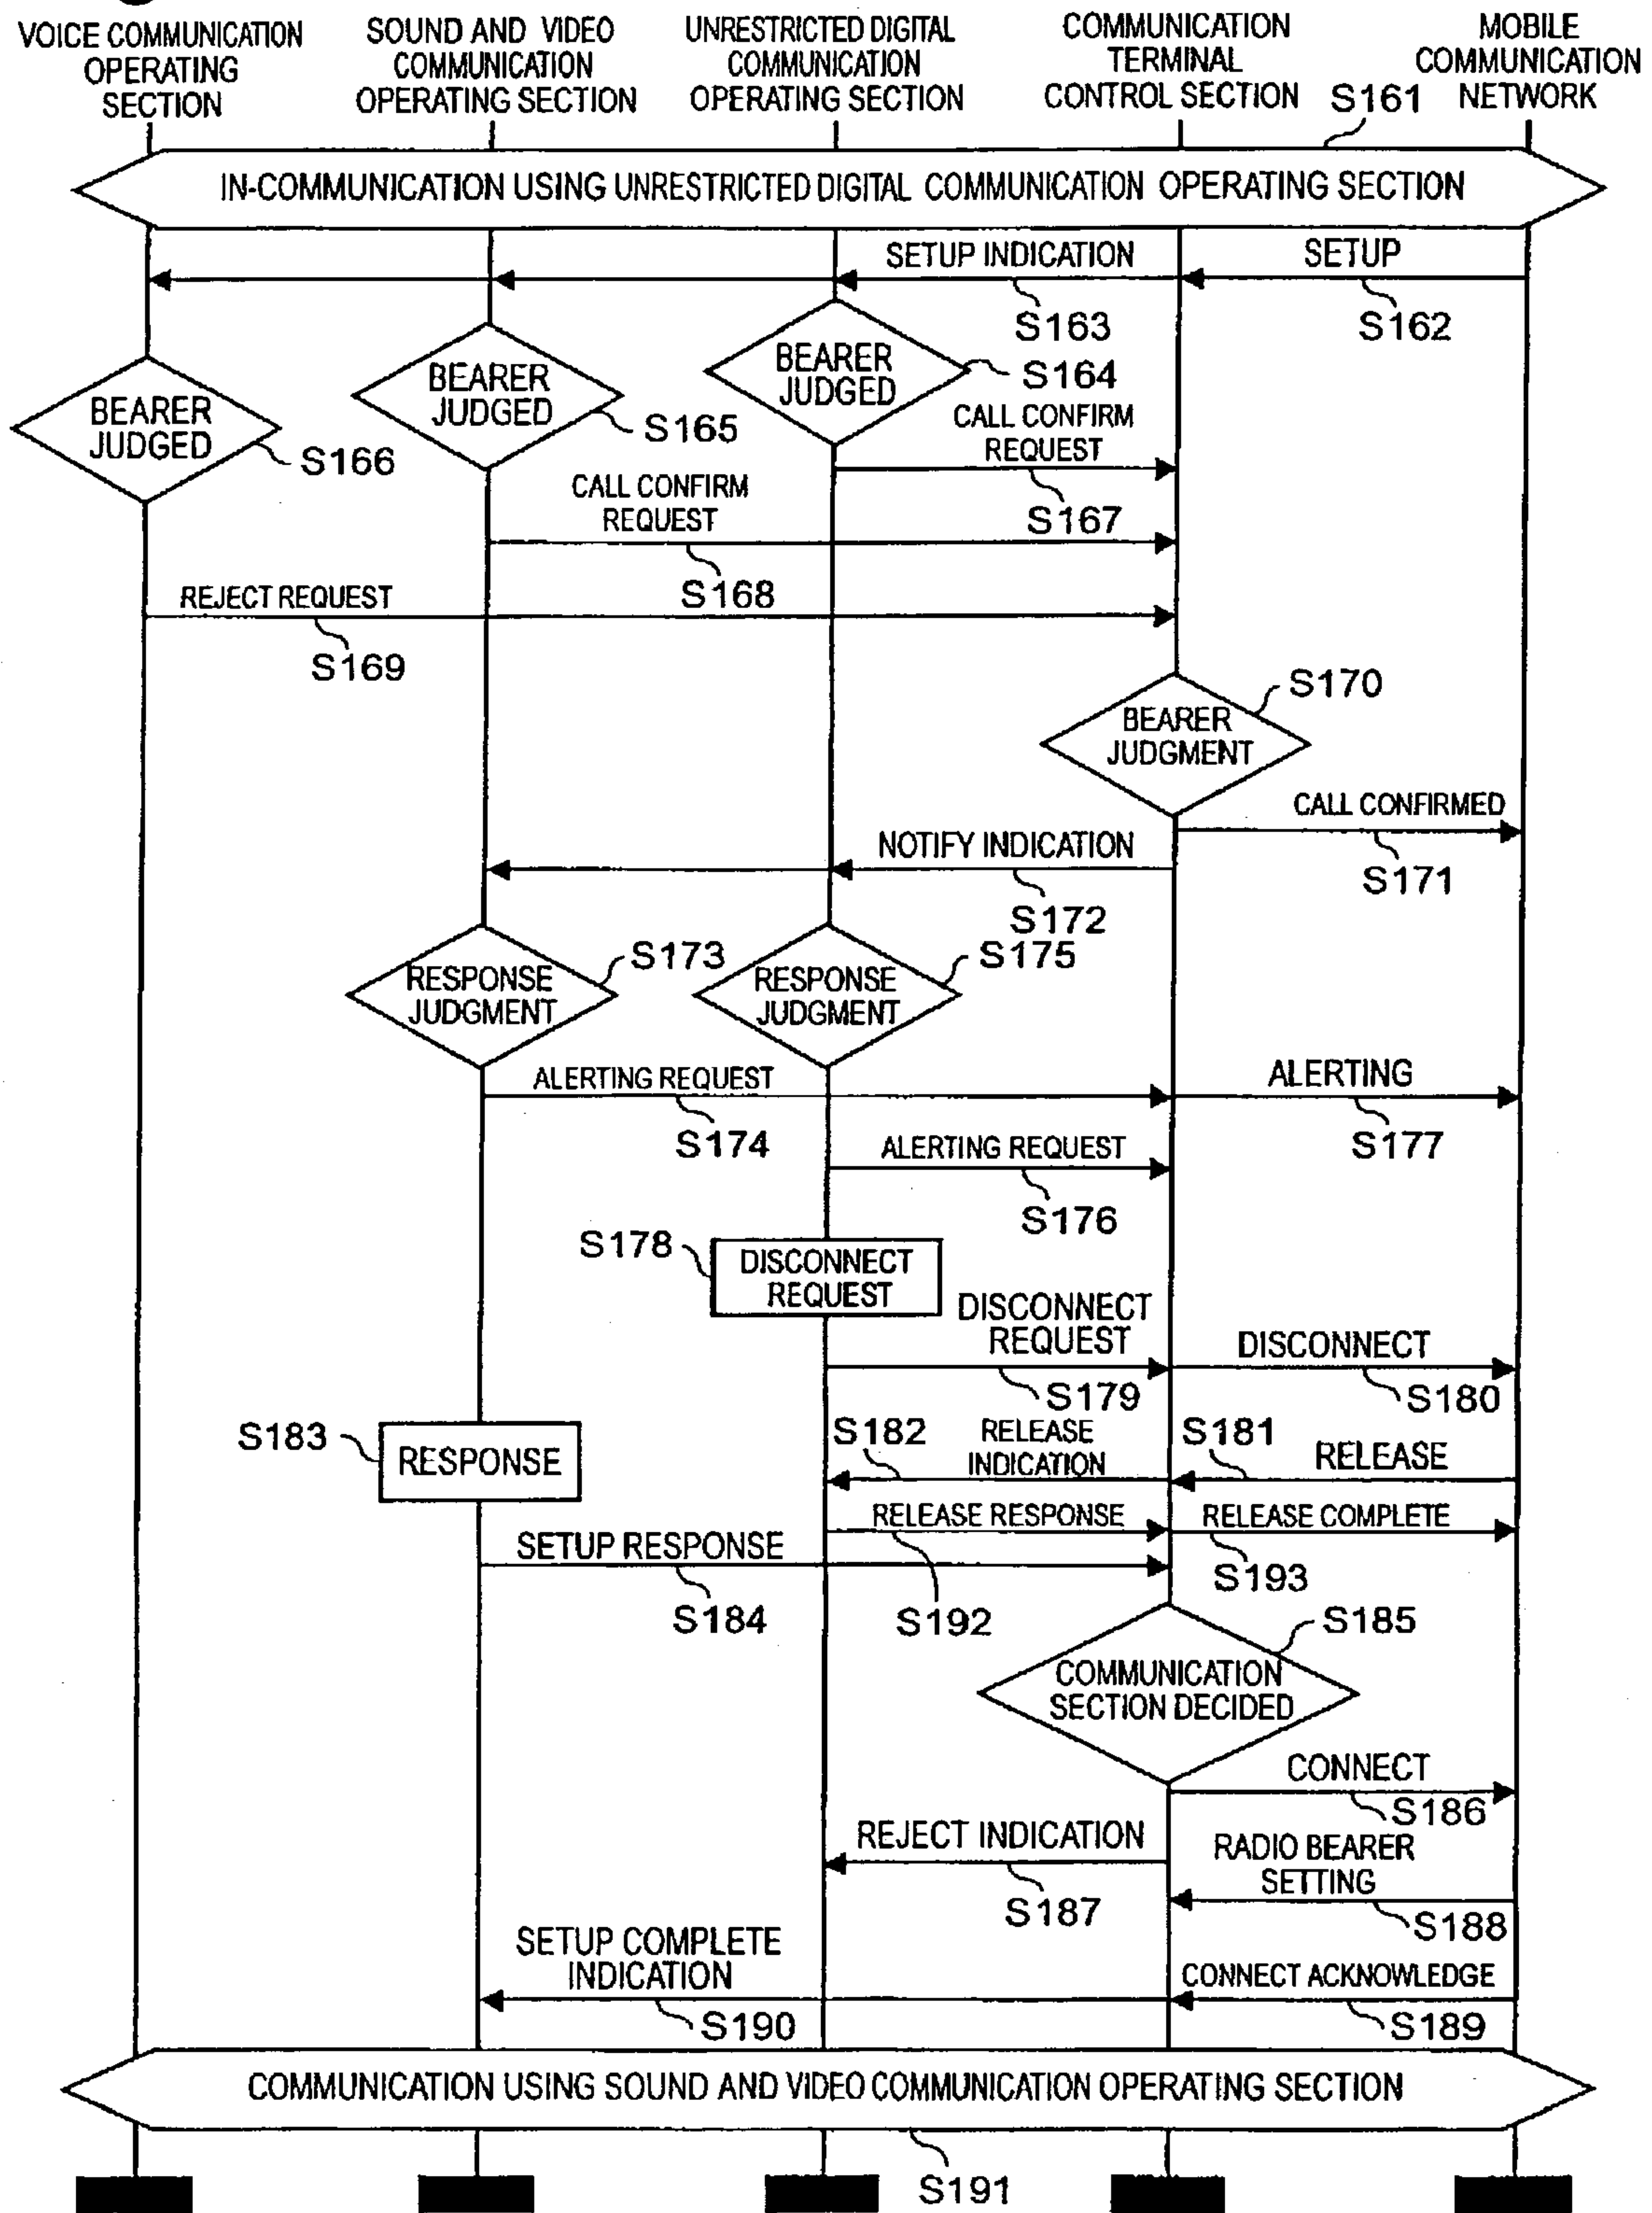 VOICE COMMUNICATION
OPERATING
SECTION
SOUND AND VIDEO
COMMUNICATION
OPERATING SECTION
UNRESTRICTED DIGITAL
COMMUNICATION
OPERATING SECTION
COMMUNICATION
TERMINAL
CONTROL SECTION
MOBILE
COMMUNICATION
NETWORK
S161
IN-COMMUNICATION USING UNRESTRICTED DIGITAL COMMUNICATION OPERATING SECTION
SETUP INDICATION
SETUP
S163
S162
BEARER
JUDGED
S164
BEARER
JUDGED
S165
BEARER
JUDGED
S166
CALL CONFIRM
REQUEST
S167
CALL CONFIRM
REQUEST
S168
REJECT REQUEST
S169
S170
BEARER
JUDGMENT
CALL CONFIRMED
S171
NOTIFY INDICATION
S172
S173
RESPONSE
JUDGMENT
S175
RESPONSE
JUDGMENT
ALERTING REQUEST
S174
ALERTING
S177
ALERTING REQUEST
S176
S178
DISCONNECT
REQUEST
DISCONNECT
REQUEST
S179
DISCONNECT
S180
S183
RESPONSE
S182
RELEASE
INDICATION
S181
RELEASE
RELEASE RESPONSE
RELEASE COMPLETE
SETUP RESPONSE
S184
S192
S193
S185
COMMUNICATION
SECTION DECIDED
CONNECT
S186
REJECT INDICATION
S187
RADIO BEARER
SETTING
S188
SETUP COMPLETE
INDICATION
S190
CONNECT ACKNOWLEDGE
S189
COMMUNICATION USING SOUND AND VIDEO COMMUNICATION OPERATING SECTION
S191